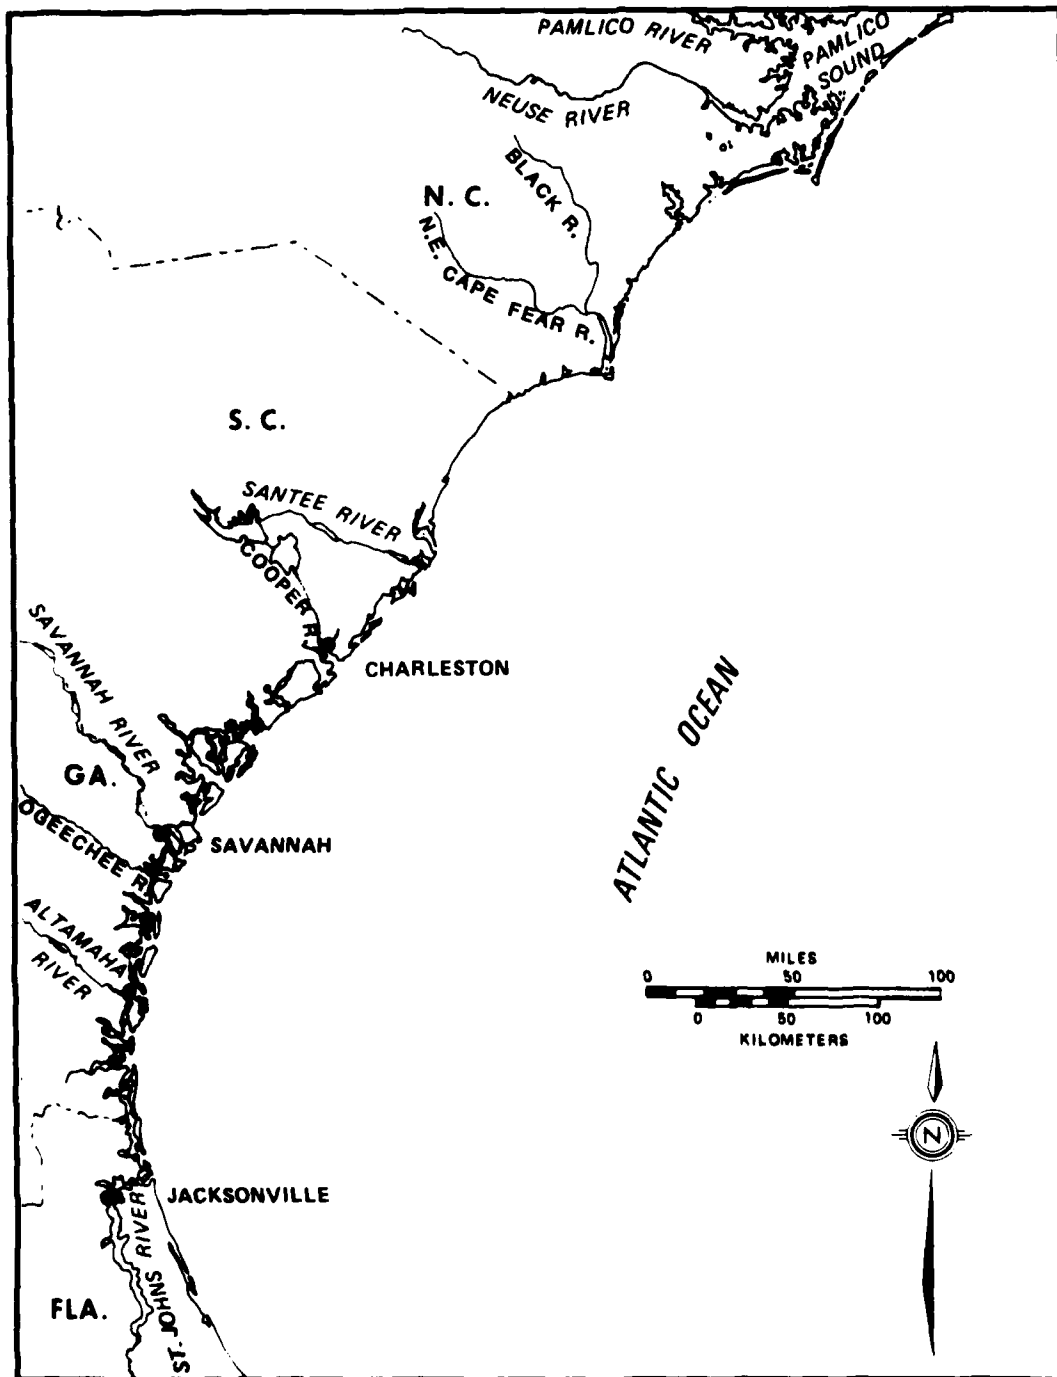 PAMLICO RIVER
PAMLICO
SOUND
NEUSE RIVER
BLACK R.
N. C.
N.E. CAPE FEAR R.
S. C.
SANTEE RIVER
COOPER R.
SAVANNAH RIVER
CHARLESTON
ATLANTIC OCEAN
GA.
OGEECHEE R.
SAVANNAH
ALTAMAHA
RIVER
MILES
0 50 100
0 50 100
KILOMETERS
N
JACKSONVILLE
ST. JOHNS RIVER
FLA.